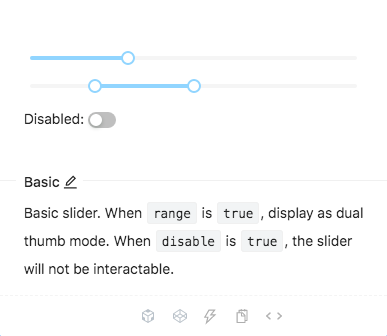 Disabled:
Basic
Basic slider. When range is true , display as dual
thumb mode. When disable is true , the slider
will not be interactable.